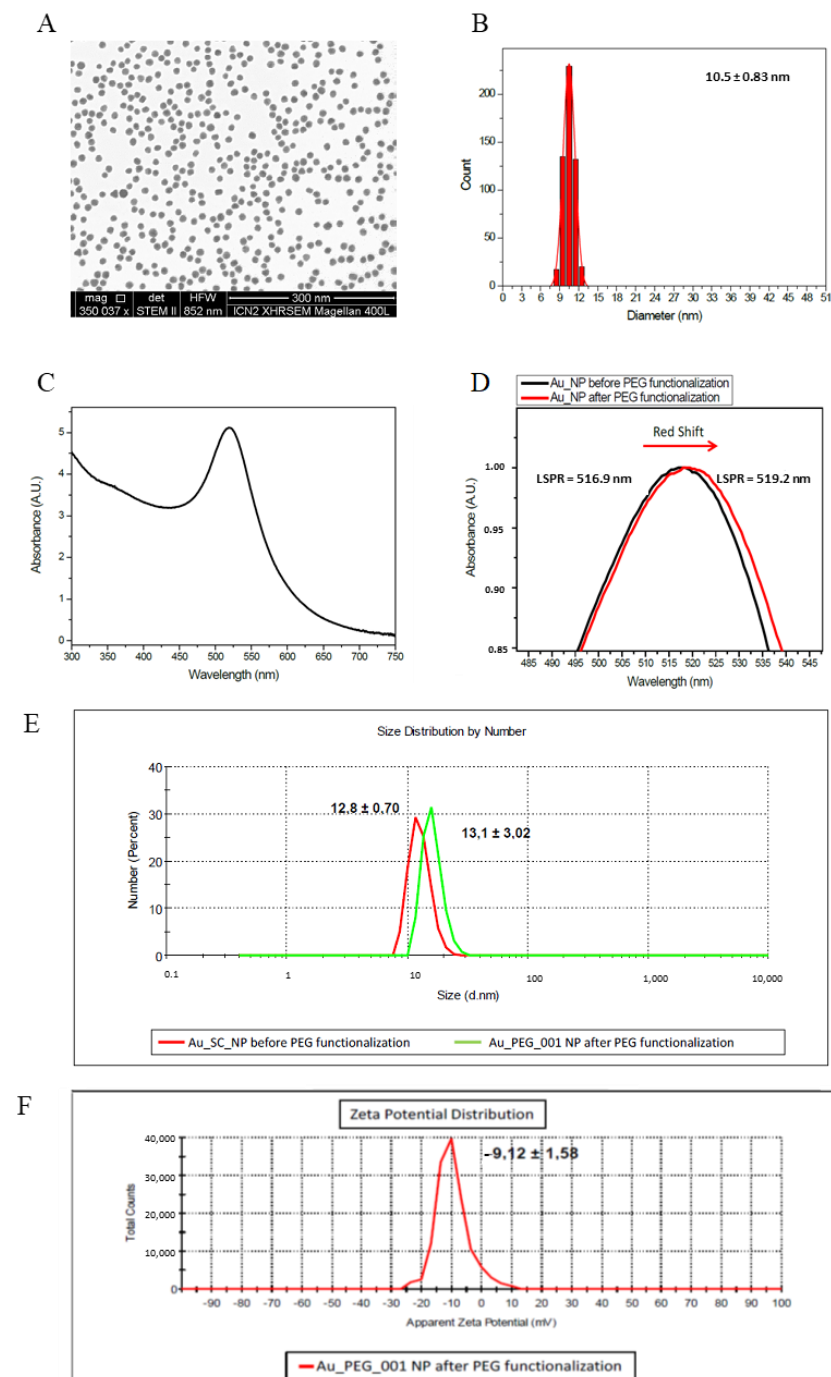 A
mag □ det HFW 300 nm
350 037 x STEM II 852 nm ICN2 XHRSEM Magellan 400L
B
10.5 ± 0.83 nm
200
150
100
50
0
Count
0 3 6 9 12 15 18 21 24 27 30 33 36 39 42 45 48 51
Diameter (nm)
C
5
4
3
2
1
0
Absorbance (A.U.)
300 350 400 450 500 550 600 650 700 750
Wavelength (nm)
D
Au_NP before PEG functionalization
Au_NP after PEG functionalization
Red Shift
LSPR = 516.9 nm
LSPR = 519.2 nm
1.00
0.95
0.90
0.85
Absorbance (A.U.)
485 490 495 500 505 510 515 520 525 530 535 540 545
Wavelength (nm)
E
Size Distribution by Number
40
30
20
10
0
Number (Percent)
12,8 ± 0,70
13,1 ± 3,02
0.1 1 10 100 1,000 10,000
Size (d.nm)
Au_SC_NP before PEG functionalization
Au_PEG_001 NP after PEG functionalization
F
Zeta Potential Distribution
40,000
30,000
20,000
10,000
0
Total Counts
-9,12 ± 1,58
-90 -80 -70 -60 -50 -40 -30 -20 -10 0 10 20 30 40 50 60 70 80 90 100
Apparent Zeta Potential (mV)
Au_PEG_001 NP after PEG functionalization